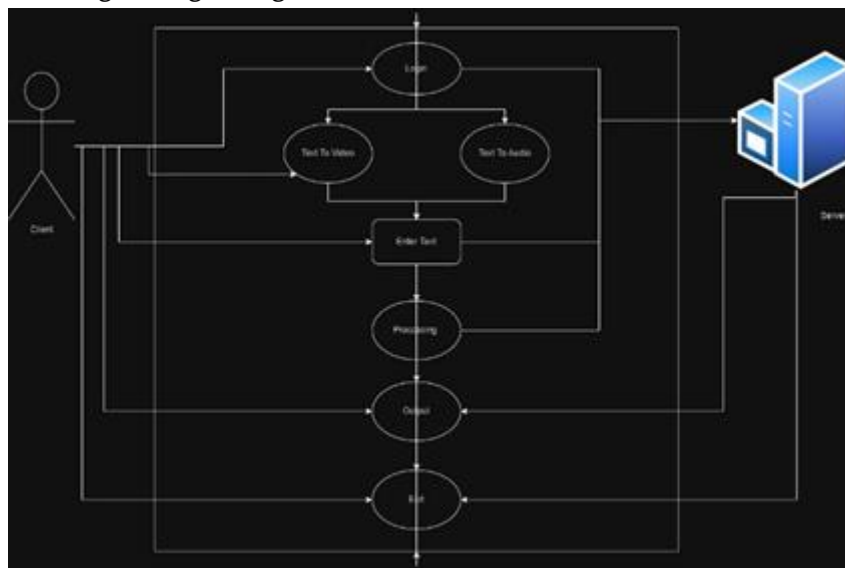 Login
Text To Video
Text To Audio
Client
Server
Enter Text
Processing
Output
Exit